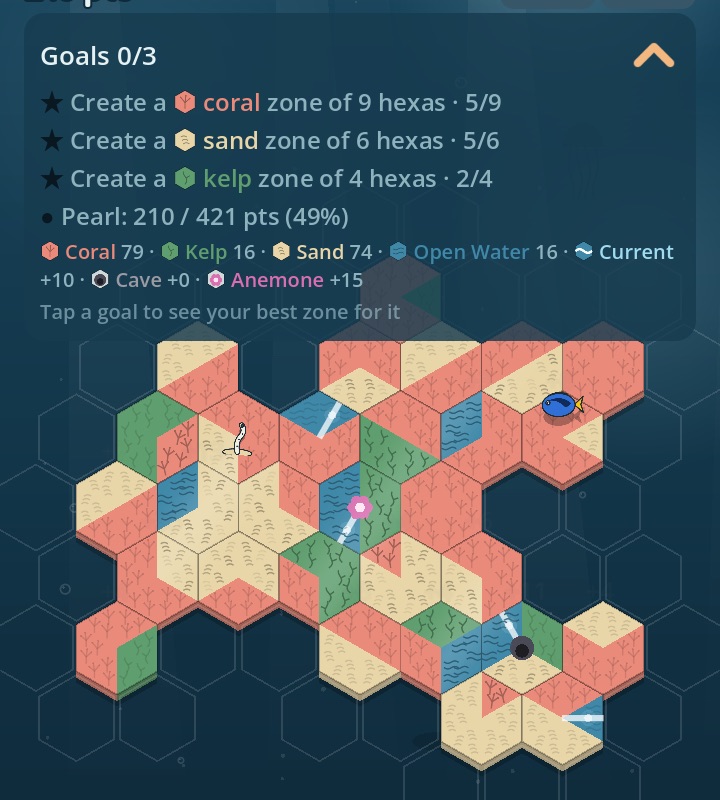 Goals 0/3
★ Create a coral zone of 9 hexas · 5/9
★ Create a sand zone of 6 hexas · 5/6
★ Create a kelp zone of 4 hexas · 2/4
● Pearl: 210 / 421 pts (49%)
Coral 79 · Kelp 16 · Sand 74 · Open Water 16 · Current
+10 · Cave +0 · Anemone +15
Tap a goal to see your best zone for it